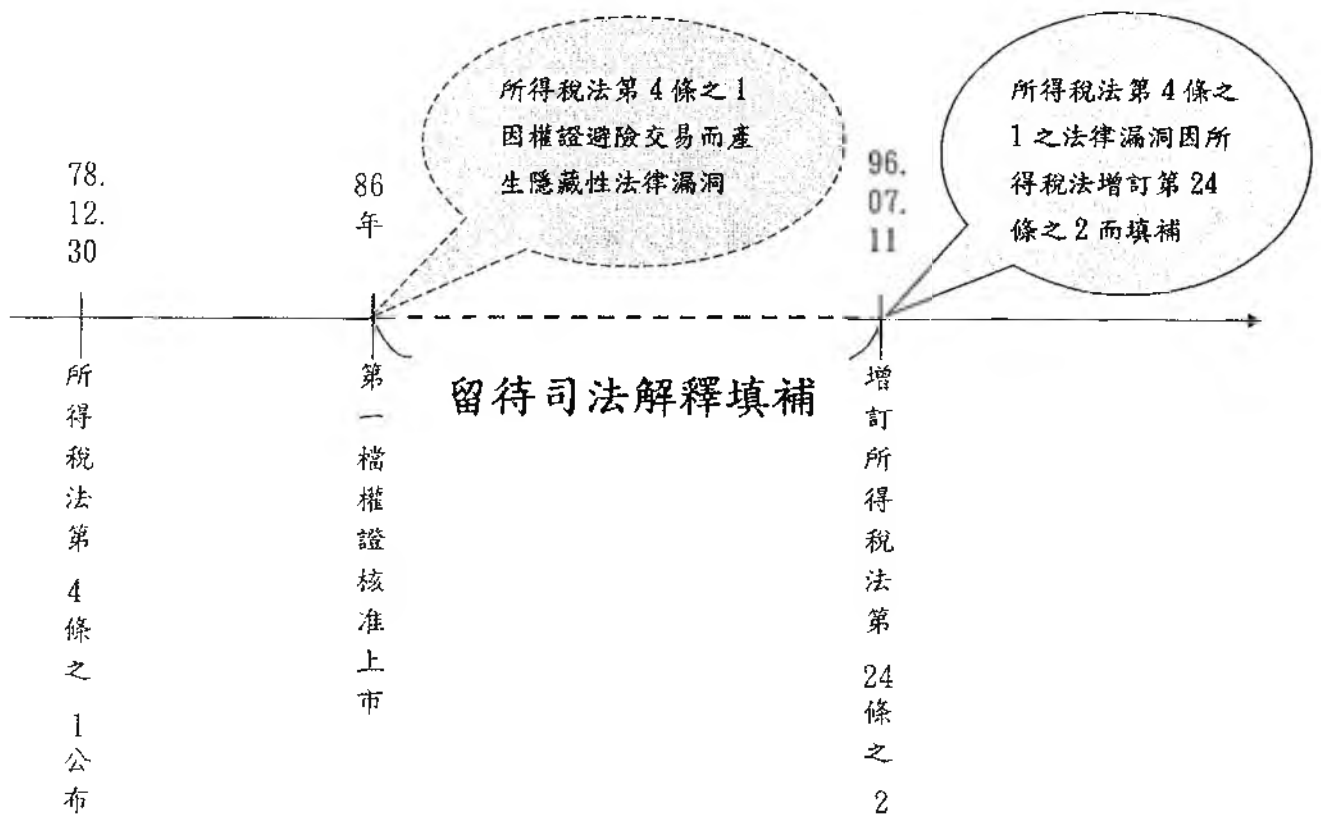 所得稅法第 4 條之 1
因權證避險交易而產
生隱藏性法律漏洞
所得稅法第 4 條之
1 之法律漏洞因所
得稅法增訂第 24
條之 2 而填補
78.
12.
30
86
年
96.
07.
11
所得稅法第 4 條之 1 公布
第一檔權證核准上市
留待司法解釋填補
增訂所得稅法第 24 條之 2